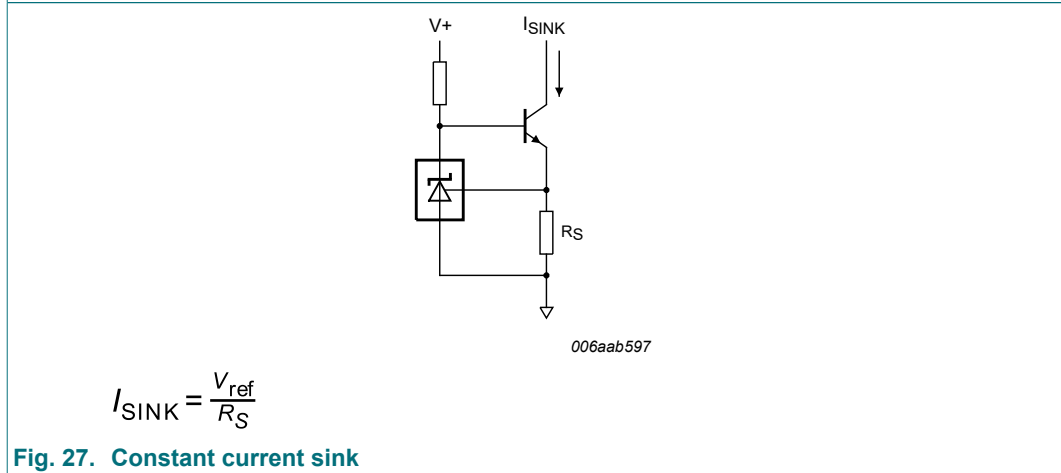 V+
ISINK
RS
006aab597
ISINK = Vref / RS
Fig. 27. Constant current sink